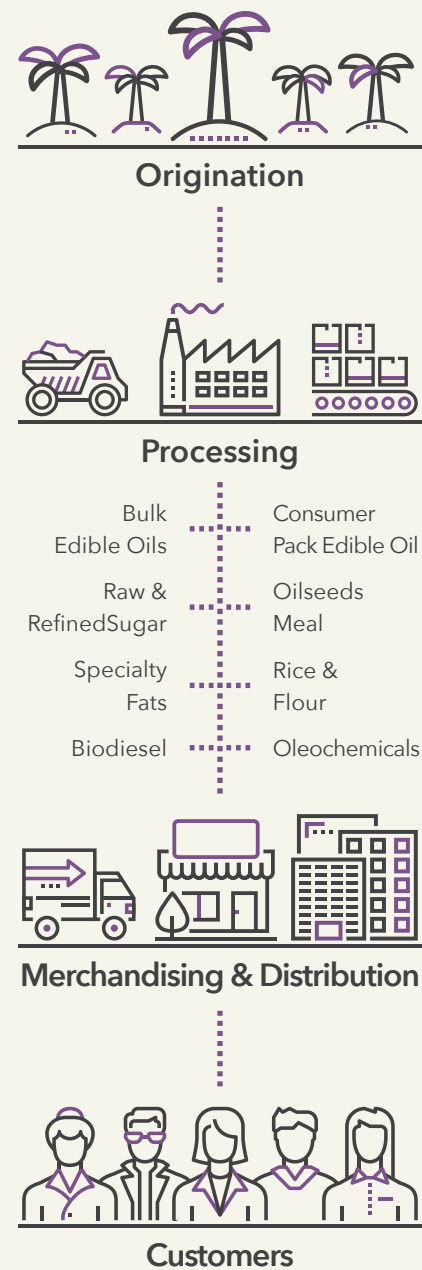 Origination
Processing
Bulk
Edible Oils
Consumer
Pack Edible Oil
Raw &
RefinedSugar
Oilseeds
Meal
Specialty
Fats
Rice &
Flour
Biodiesel
Oleochemicals
Merchandising & Distribution
Customers